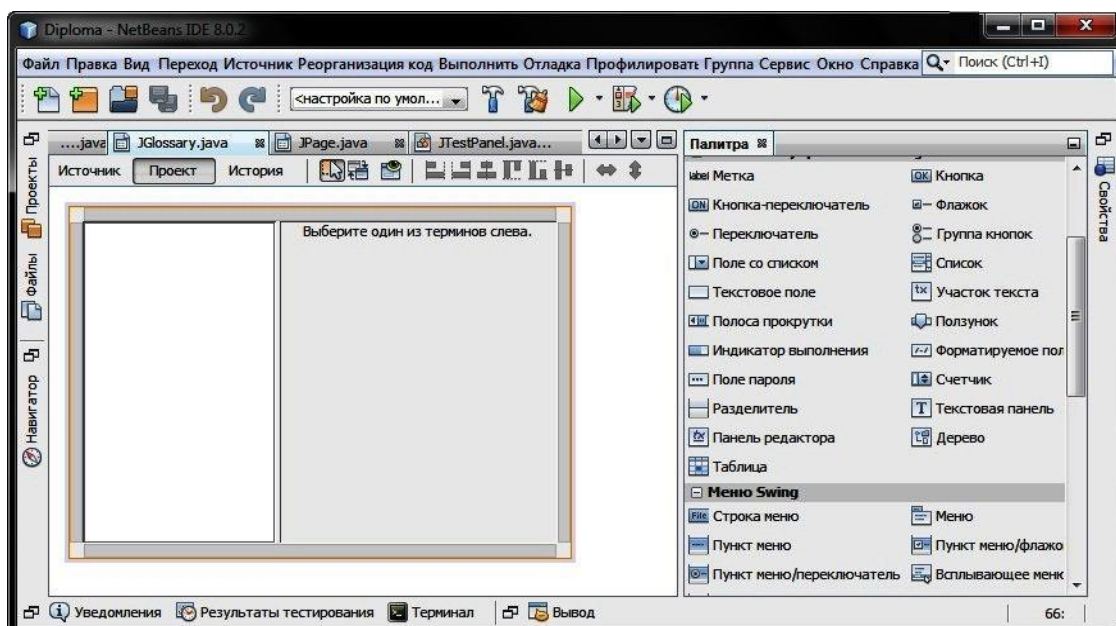 Diploma - NetBeans IDE 8.0.2
Файл Правка Вид Переход Источник Реорганизация код Выполнить Отладка Профилировать Группа Сервис Окно Справка Поиск (Ctrl+I)
<настройка по умол...
....java JGlossary.java JPage.java JTestPanel.java...
Источник Проект История
Выберите один из терминов слева.
Проекты
Файлы
Навигатор
Палитра
label Метка OK Кнопка
ON Кнопка-переключатель Флажок
Переключатель Группа кнопок
Поле со списком Список
Текстовое поле tx Участок текста
Полоса прокрутки Ползунок
Индикатор выполнения Форматируемое пол
Поле пароля Счетчик
Разделитель T Текстовая панель
Панель редактора Дерево
Таблица
Меню Swing
File Строка меню Меню
Пункт меню Пункт меню/флажо
Пункт меню/переключатель Всплывающее меню
Свойства
Уведомления Результаты тестирования Терминал Вывод 66: